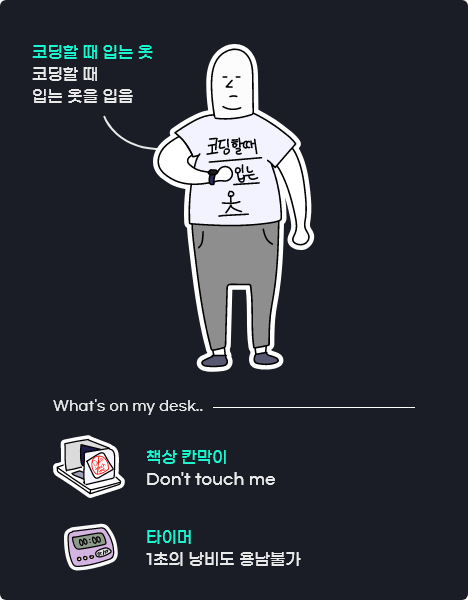 코딩할 때 입는 옷
코딩할 때
입는 옷을 입음
코딩할때
입는
옷
What's on my desk..
책상 칸막이
Don't touch me
00:00
타이머
1초의 낭비도 용남불가